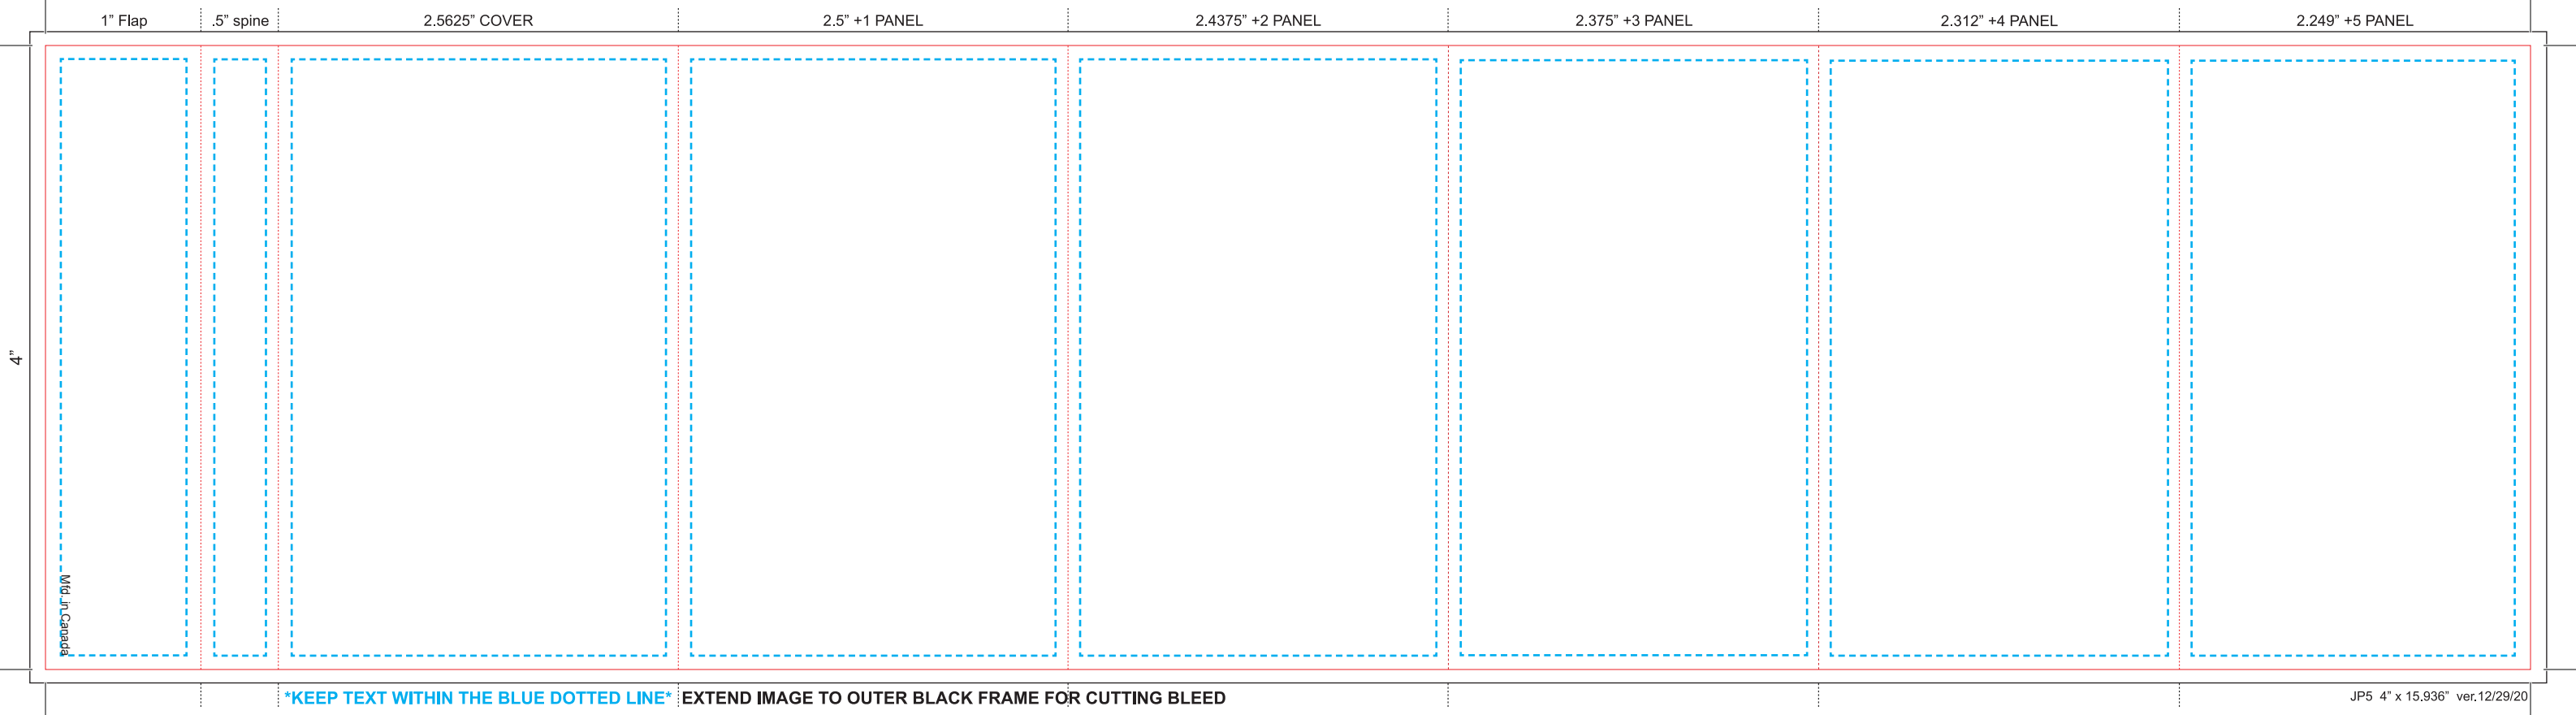 1” Flap
.5” spine
2.5625” COVER
2.5” +1 PANEL
2.4375” +2 PANEL
2.375” +3 PANEL
2.312” +4 PANEL
2.249” +5 PANEL
4”
Mfd. in Canada
*KEEP TEXT WITHIN THE BLUE DOTTED LINE* EXTEND IMAGE TO OUTER BLACK FRAME FOR CUTTING BLEED
JP5 4” x 15.936” ver.12/29/20